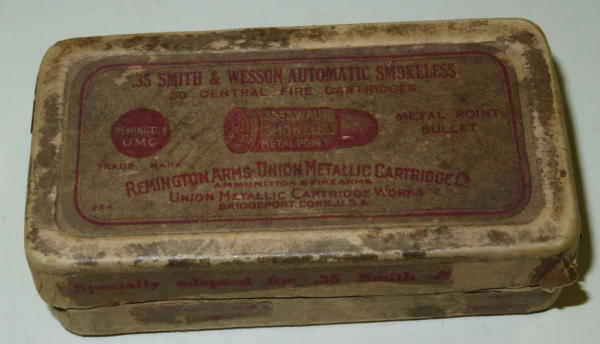 .35 SMITH & WESSON AUTOMATIC SMOKELESS
50 CENTRAL FIRE CARTRIDGES
REMINGTON
UMC
TRADE MARK
.35 S&W AUTO
SMOKELESS
METAL POINT
METAL POINT
BULLET
REMINGTON ARMS-UNION METALLIC CARTRIDGE Co
AMMUNITION & FIREARMS
UNION METALLIC CARTRIDGE WORKS
BRIDGEPORT, CONN. U.S.A.
Specially adapted for .35 Smith &